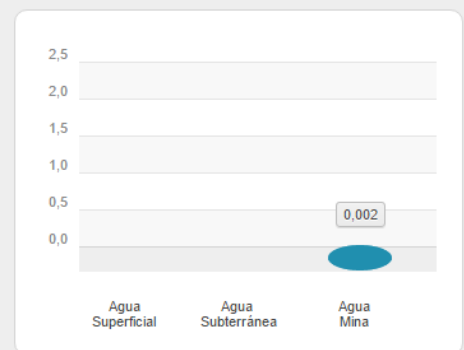 2,5
2,0
1,5
1,0
0,5
0,002
0,0
Agua
Superficial
Agua
Subterránea
Agua
Mina